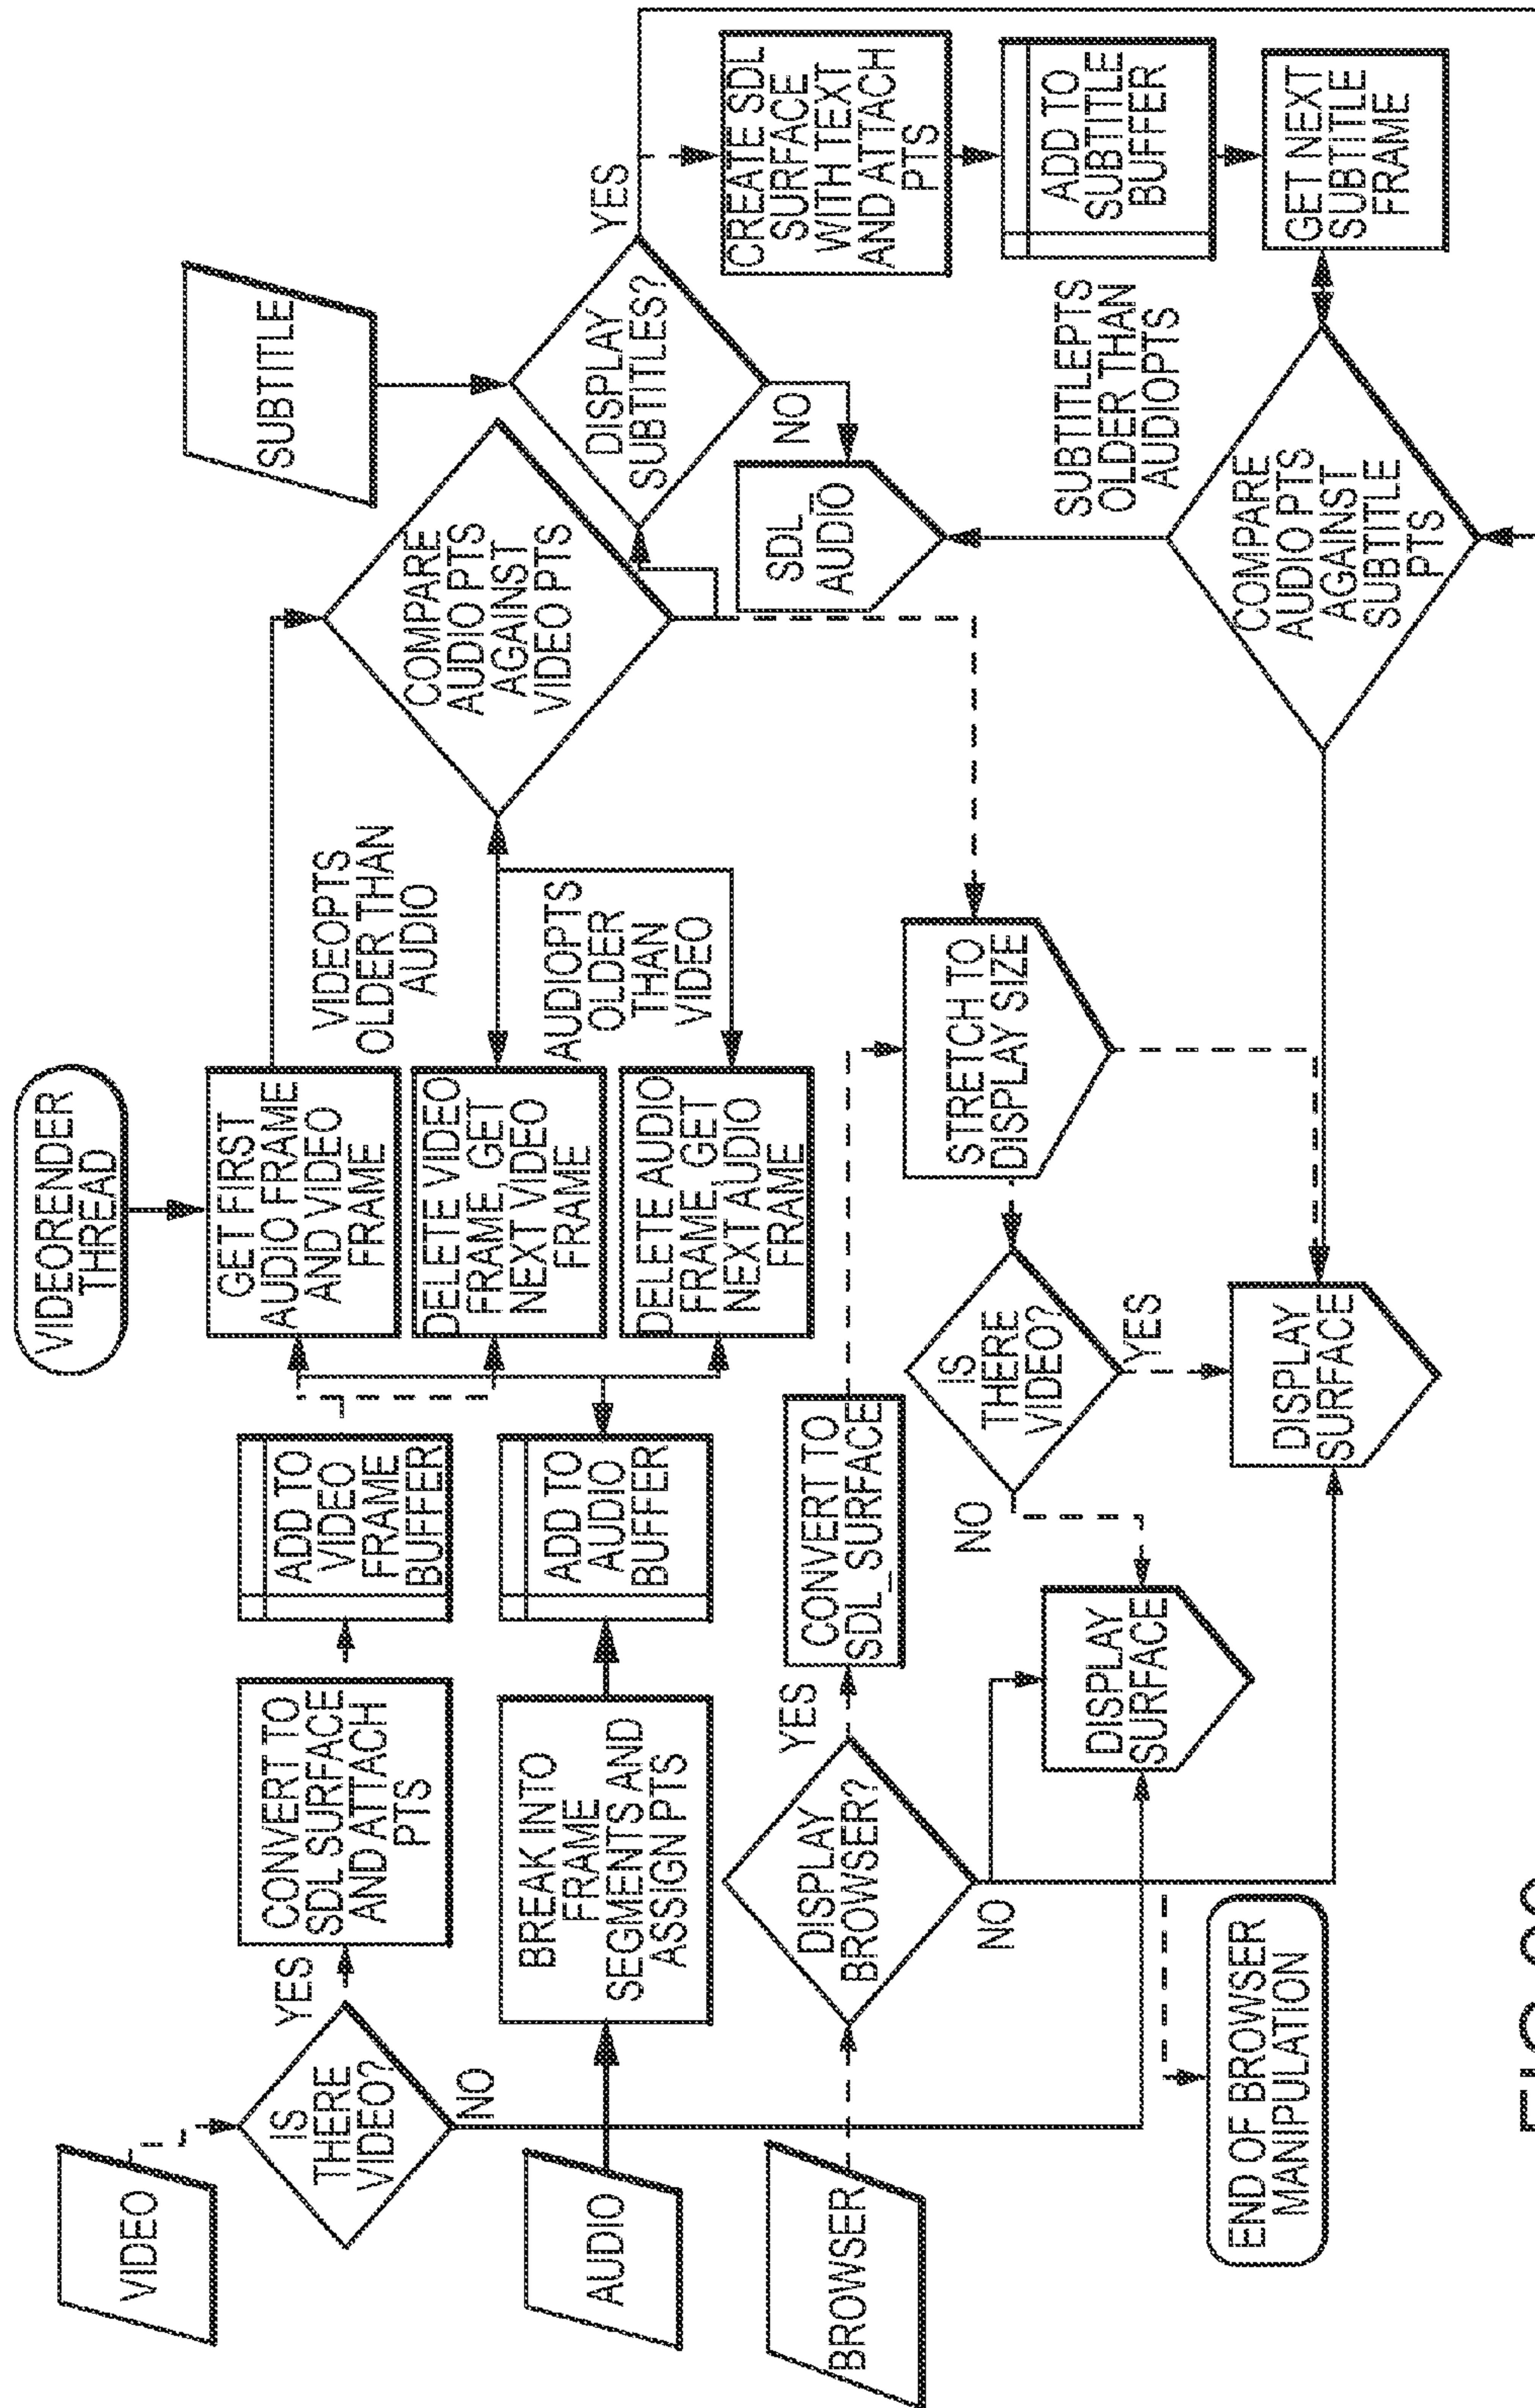 VIDEO
IS
THERE
VIDEO?
YES
NO
CONVERT TO
SDL SURFACE
AND ATTACH
PTS
ADD TO
VIDEO
FRAME
BUFFER
AUDIO
BREAK INTO
FRAME
SEGMENTS AND
ASSIGN PTS
ADD TO
AUDIO
BUFFER
VIDEORENDER
THREAD
GET FIRST
AUDIO FRAME
AND VIDEO
FRAME
DELETE VIDEO
FRAME, GET
NEXT VIDEO
FRAME
DELETE AUDIO
FRAME, GET
NEXT AUDIO
FRAME
VIDEOPTS
OLDER THAN
AUDIO
AUDIOPTS
OLDER
THAN
VIDEO
COMPARE
AUDIO PTS
AGAINST
VIDEO PTS
SUBTITLE
DISPLAY
SUBTITLES?
YES
NO
SDL_
AUDIO
CREATE SDL
SURFACE
WITH TEXT
AND ATTACH
PTS
ADD TO
SUBTITLE
BUFFER
GET NEXT
SUBTITLE
FRAME
SUBTITLEPTS
OLDER THAN
AUDIOPTS
COMPARE
AUDIO PTS
AGAINST
SUBTITLE
PTS
BROWSER
DISPLAY
BROWSER?
YES
NO
CONVERT TO
SDL_SURFACE
STRETCH TO
DISPLAY SIZE
IS
THERE
VIDEO?
NO
YES
DISPLAY
SURFACE
DISPLAY
SURFACE
END OF BROWSER
MANIPULATION